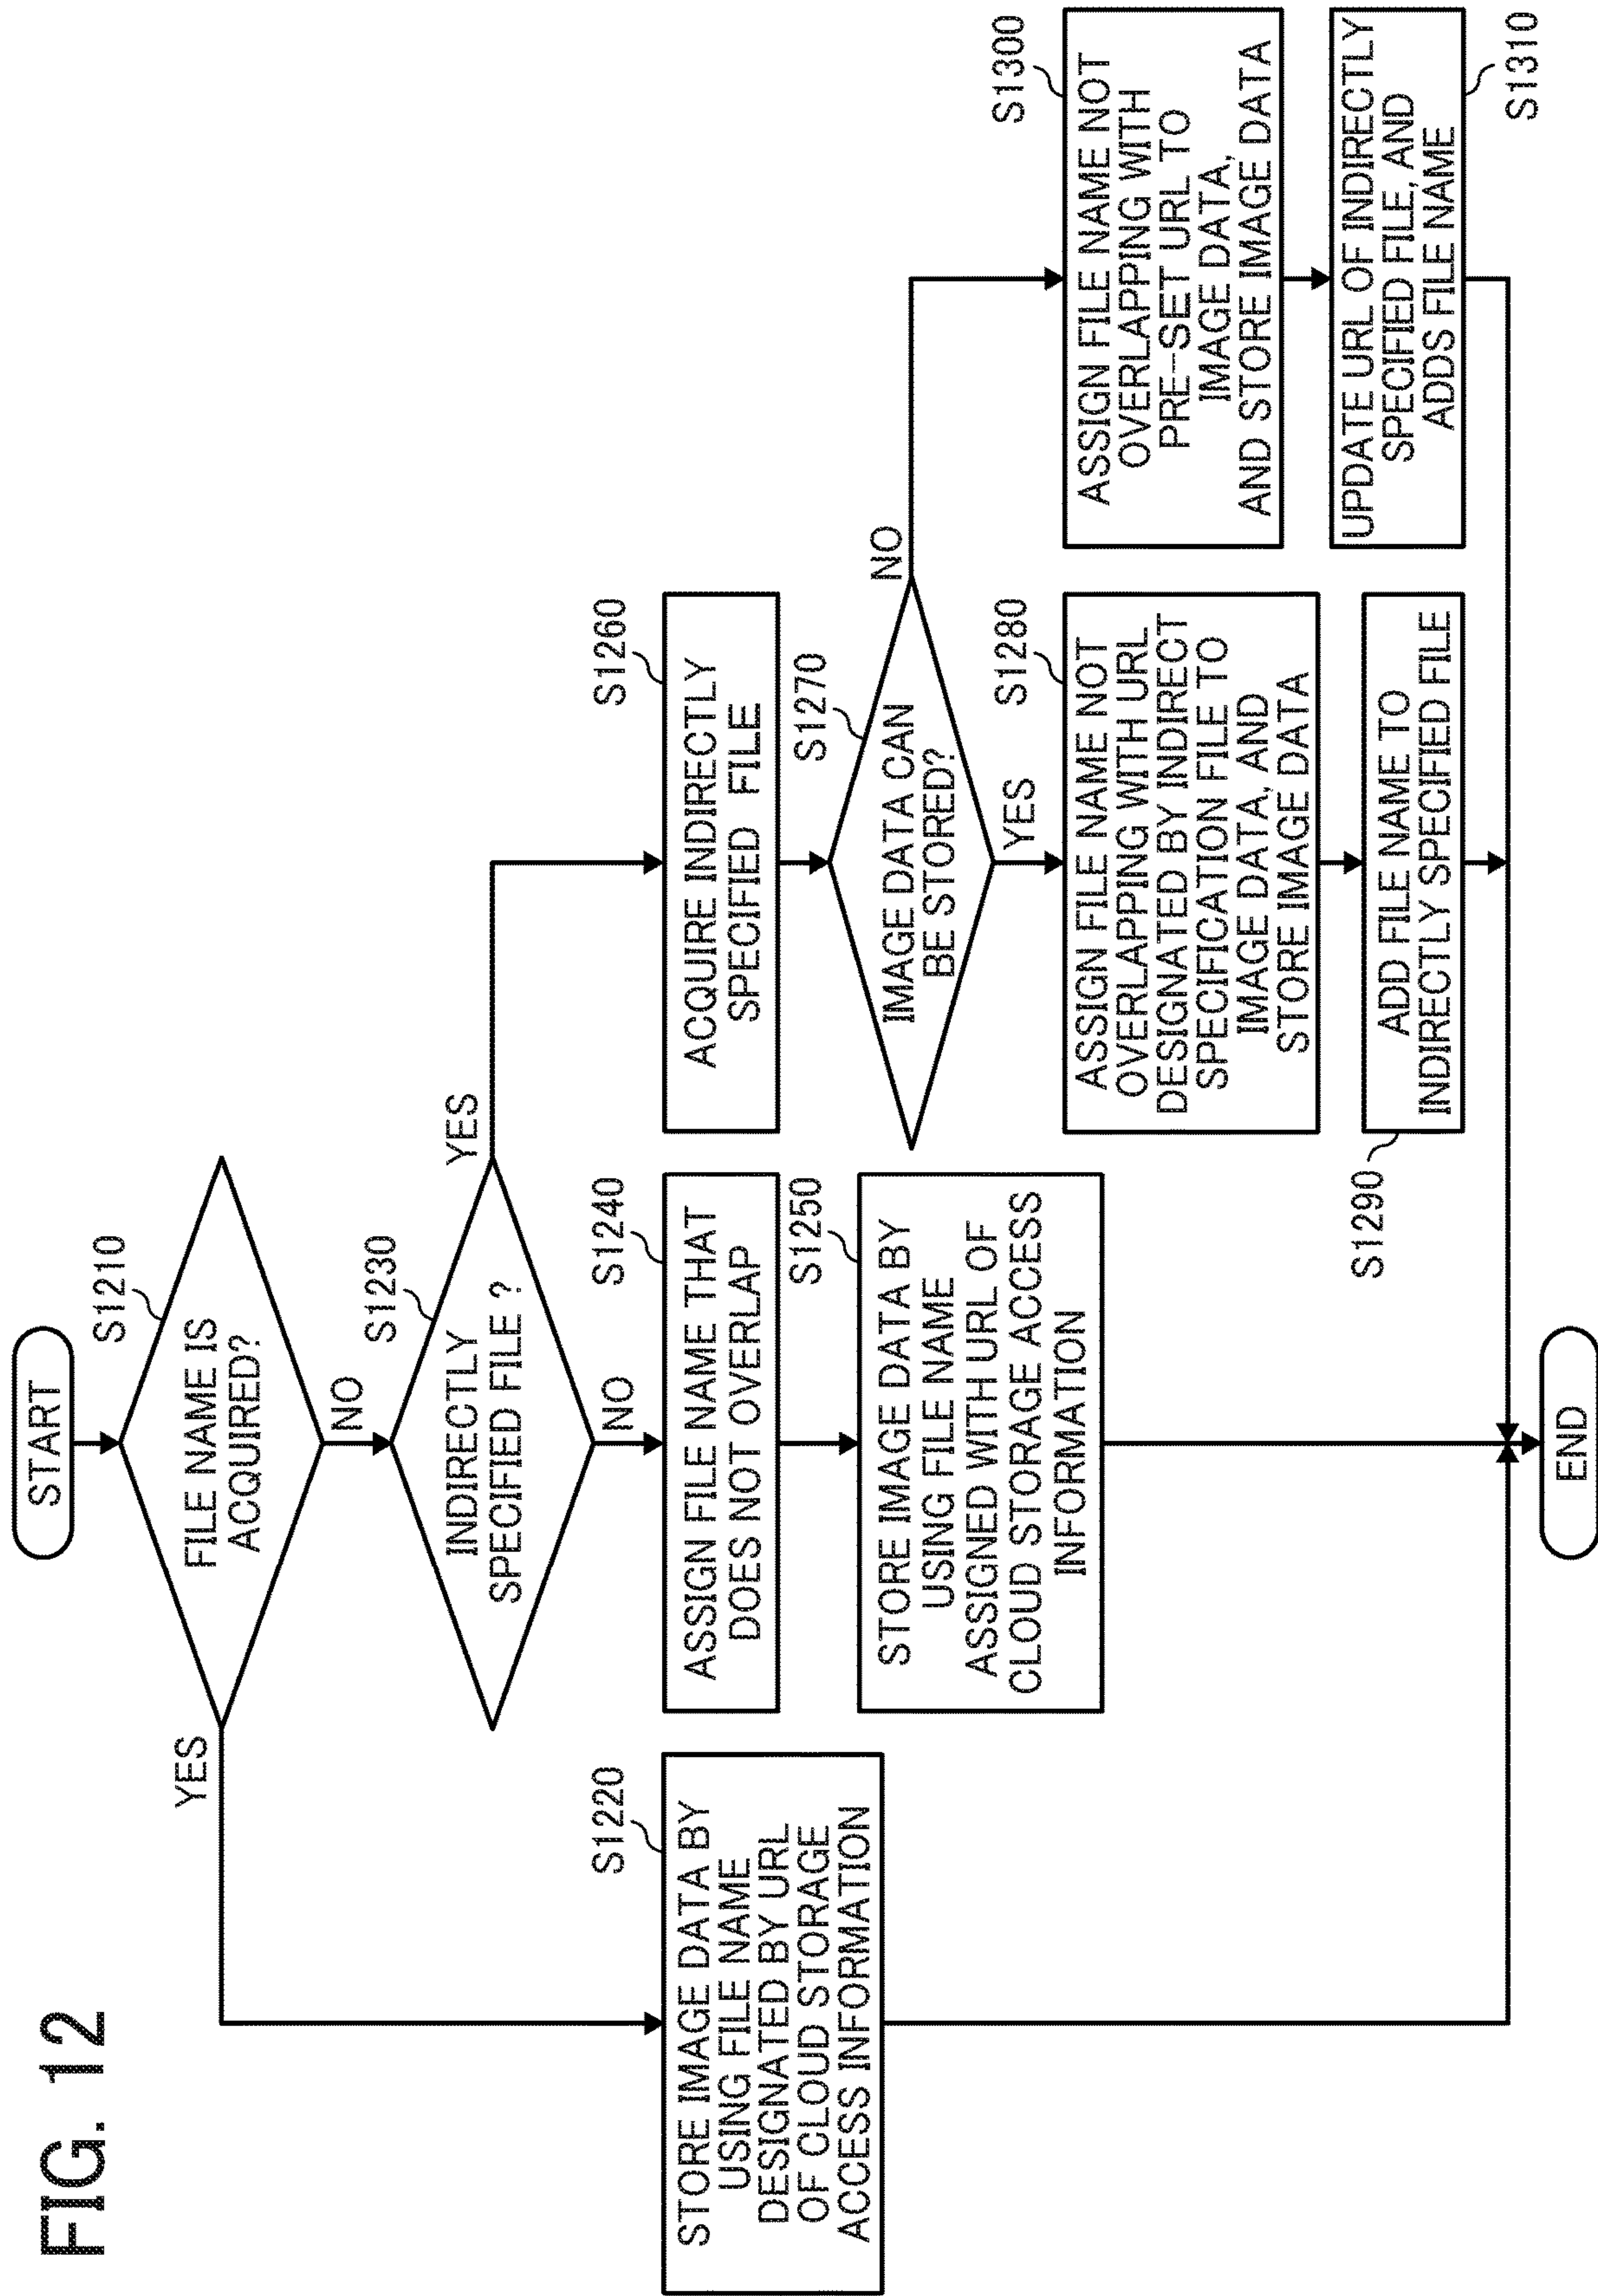 FIG. 12
START
S1210
FILE NAME IS
ACQUIRED?
YES
NO
S1230
INDIRECTLY
SPECIFIED FILE ?
YES
NO
S1220
STORE IMAGE DATA BY
USING FILE NAME
DESIGNATED BY URL
OF CLOUD STORAGE
ACCESS INFORMATION
S1240
ASSIGN FILE NAME THAT
DOES NOT OVERLAP
S1250
STORE IMAGE DATA BY
USING FILE NAME
ASSIGNED WITH URL OF
CLOUD STORAGE ACCESS
INFORMATION
S1260
ACQUIRE INDIRECTLY
SPECIFIED FILE
S1270
IMAGE DATA CAN
BE STORED?
NO
YES
S1280
ASSIGN FILE NAME NOT
OVERLAPPING WITH URL
DESIGNATED BY INDIRECT
SPECIFICATION FILE TO
IMAGE DATA, AND
STORE IMAGE DATA
S1290
ADD FILE NAME TO
INDIRECTLY SPECIFIED FILE
S1300
ASSIGN FILE NAME NOT
OVERLAPPING WITH
PRE-SET URL TO
IMAGE DATA,
AND STORE IMAGE DATA
UPDATE URL OF INDIRECTLY
SPECIFIED FILE, AND
ADDS FILE NAME
S1310
END